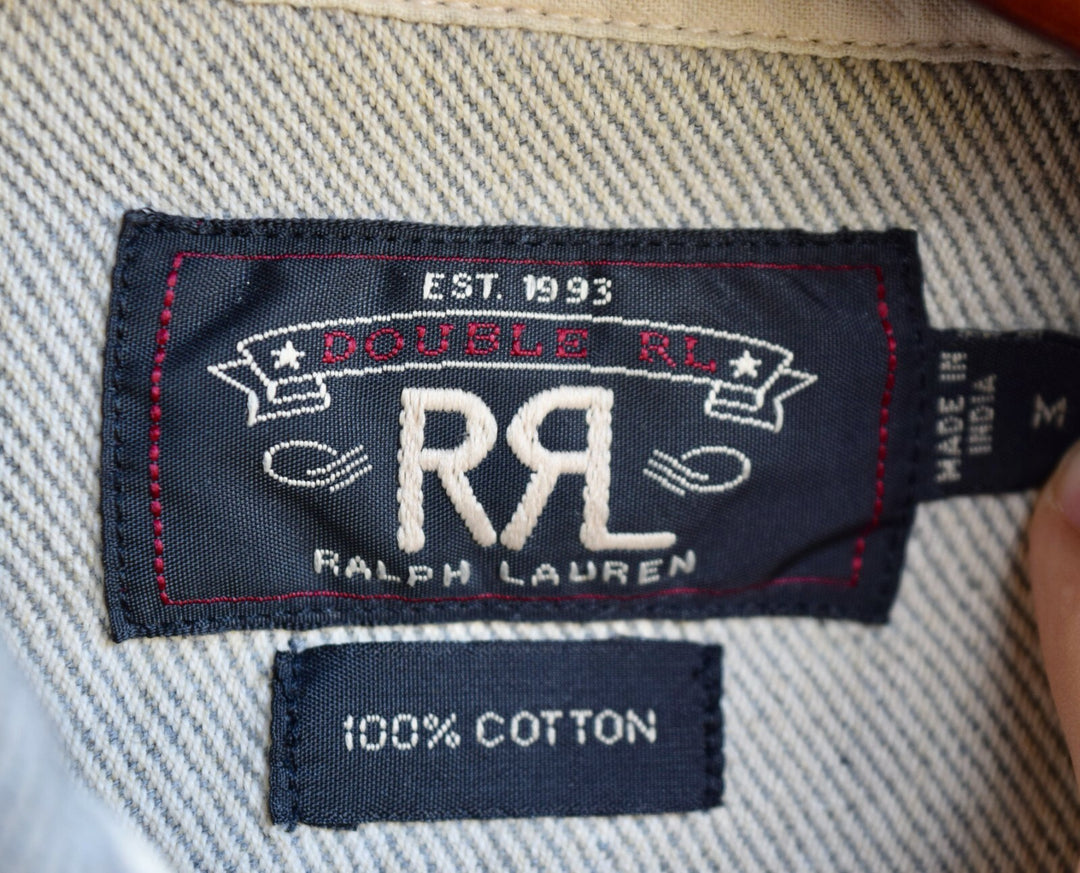 EST. 1993
DOUBLE RL
RRL
RALPH LAUREN
MADE IN
INDIA
M
100% COTTON